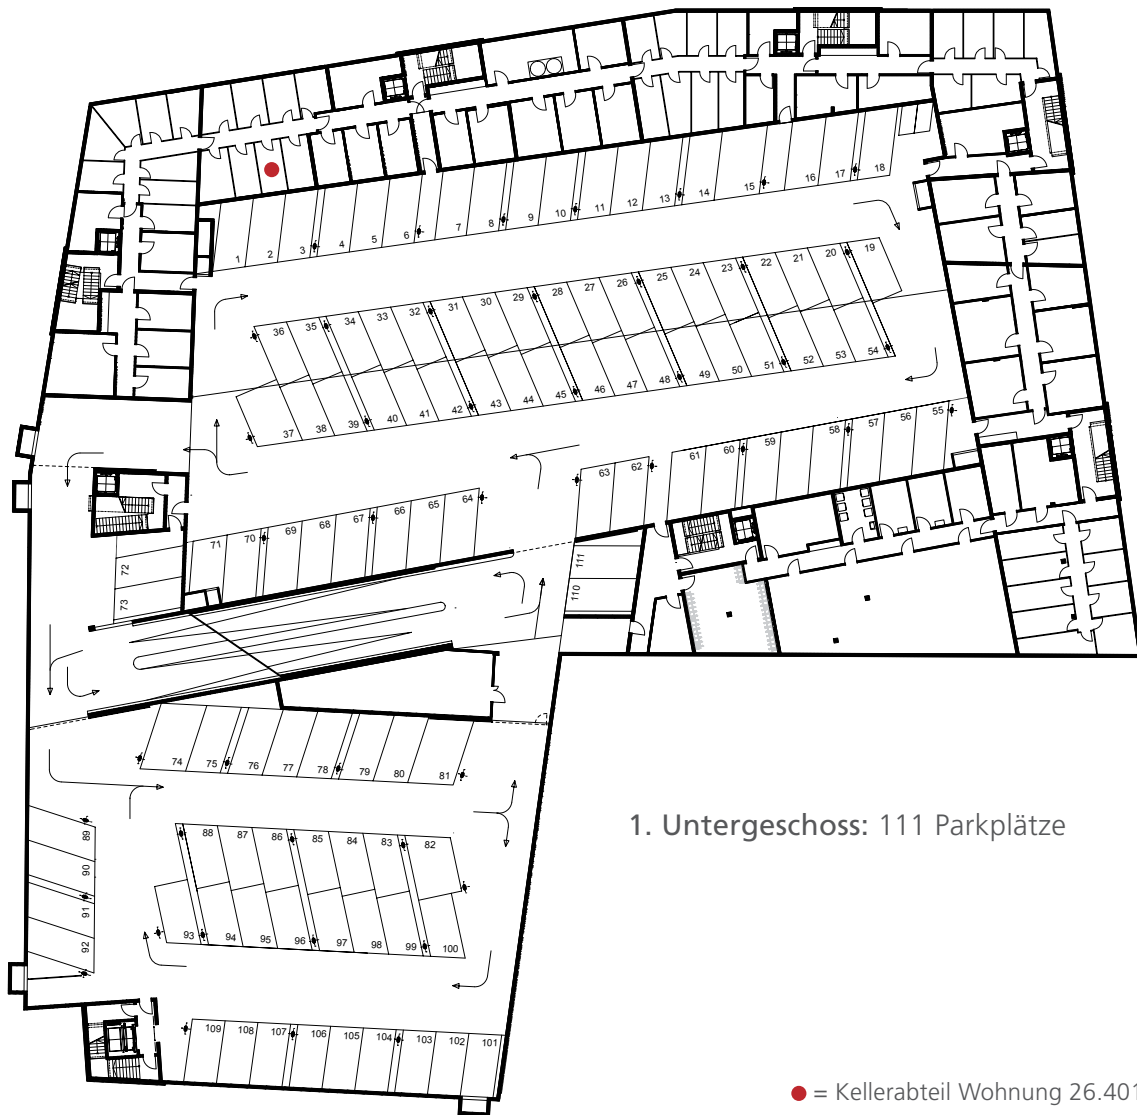 1 2 3 4 5 6 7 8 9 10 11 12 13 14 15 16 17 18
36 35 34 33 32 31 30 29 28 27 26 25 24 23 22 21 20 19
37 38 39 40 41 42 43 44 45 46 47 48 49 50 51 52 53 54
63 62 61 60 59 58 57 56 55
71 70 69 68 67 66 65 64
72
73
111
110
74 75 76 77 78 79 80 81
1. Untergeschoss: 111 Parkplätze
89
90
91
92
88 87 86 85 84 83 82
93 94 95 96 97 98 99 100
109 108 107 106 105 104 103 102 101
= Kellerabteil Wohnung 26.401